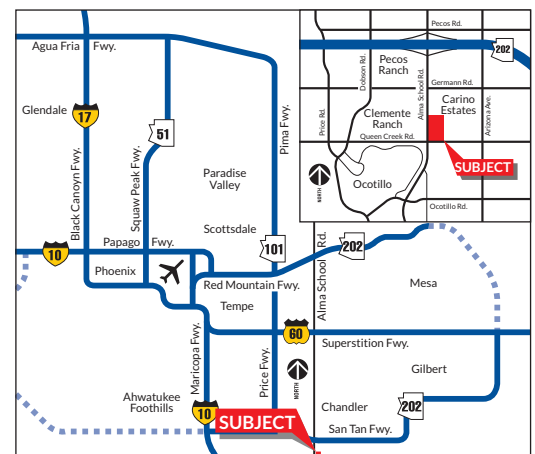 Agua Fria Fwy.
Glendale
17
51
Black Canoyn Fwy.
Squaw Peak Fwy.
Pima Fwy.
Paradise
Valley
Scottsdale
Papago Fwy.
10
Phoenix
101
202
Alma School Rd.
Red Mountain Fwy.
Tempe
Mesa
60
Superstition Fwy.
Maricopa Fwy.
Price Fwy.
NORTH
Gilbert
Ahwatukee
Foothills
10
SUBJECT
Chandler
202
San Tan Fwy.
Pecos Rd.
202
Pecos
Ranch
Dobson Rd.
Alma School Rd.
Germann Rd.
Price Rd.
Carino
Estates
Arizona Ave.
Clemente
Ranch
Queen Creek Rd.
SUBJECT
NORTH
Ocotillo
Ocotillo Rd.